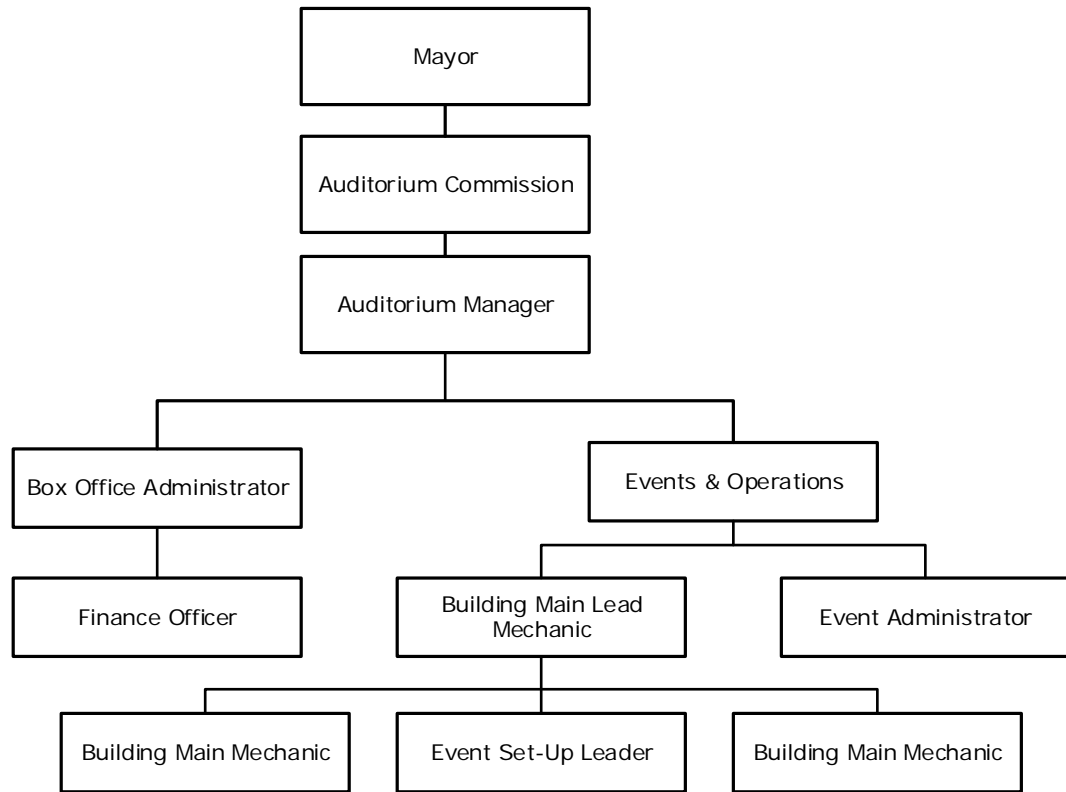 Mayor
Auditorium Commission
Auditorium Manager
Box Office Administrator
Events & Operations
Finance Officer
Building Main Lead
Mechanic
Event Administrator
Building Main Mechanic
Event Set-Up Leader
Building Main Mechanic